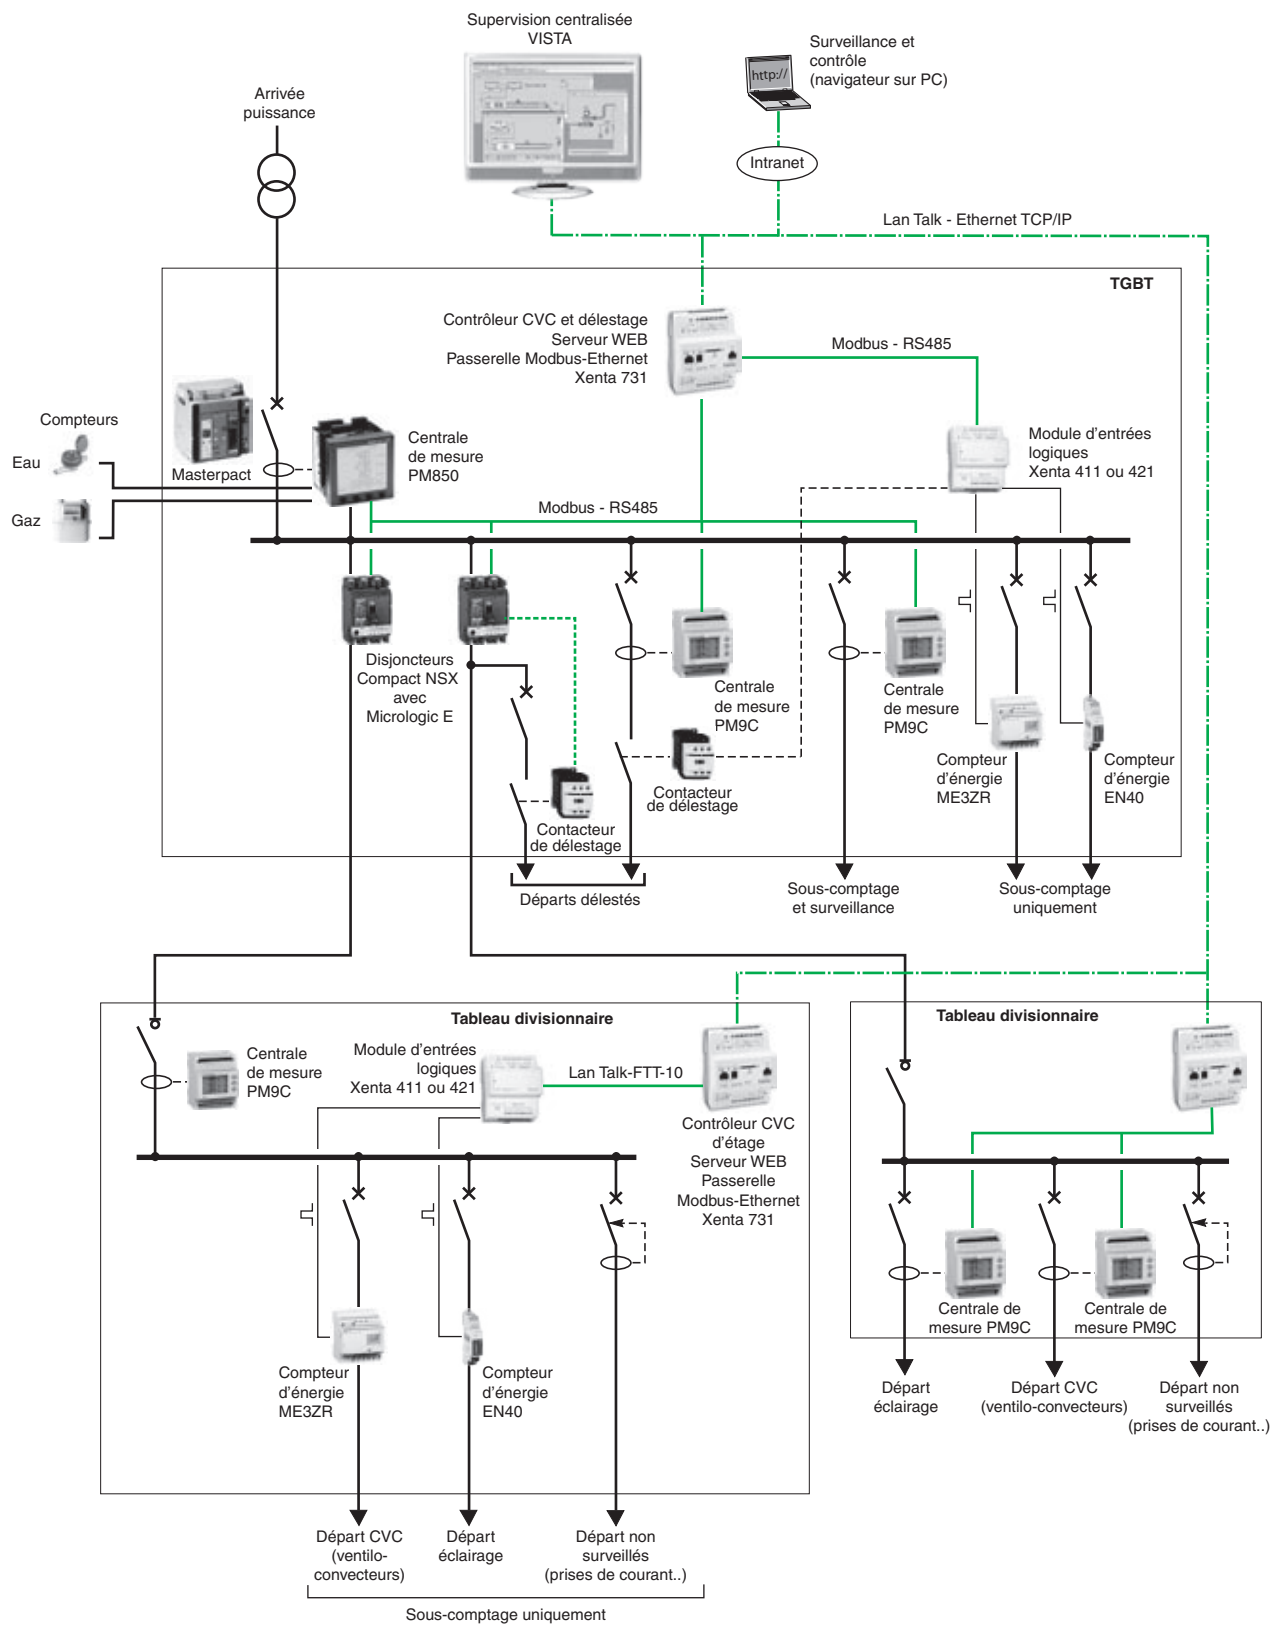 Supervision centralisée
VISTA
Surveillance et
contrôle
(navigateur sur PC)
http://
Arrivée
puissance
Intranet
Lan Talk - Ethernet TCP/IP
TGBT
Contrôleur CVC et délestage
Serveur WEB
Passerelle Modbus-Ethernet
Xenta 731
Modbus - RS485
Compteurs
Eau
Gaz
Masterpact
Centrale
de mesure
PM850
Module d'entrées
logiques
Xenta 411 ou 421
Modbus - RS485
Disjoncteurs
Compact NSX
avec
Micrologic E
Centrale
de mesure
PM9C
Centrale
de mesure
PM9C
Compteur
d'énergie
ME3ZR
Compteur
d'énergie
EN40
Contacteur
de délestage
Contacteur
de délestage
Départs délestés
Sous-comptage
et surveillance
Sous-comptage
uniquement
Tableau divisionnaire
Centrale
de mesure
PM9C
Module d'entrées
logiques
Xenta 411 ou 421
Lan Talk-FTT-10
Contrôleur CVC
d'étage
Serveur WEB
Passerelle
Modbus-Ethernet
Xenta 731
Compteur
d'énergie
ME3ZR
Compteur
d'énergie
EN40
Départ CVC
(ventilo-
convecteurs)
Départ
éclairage
Départ non
surveillés
(prises de courant..)
Sous-comptage uniquement
Tableau divisionnaire
Centrale de
mesure PM9C
Centrale de
mesure PM9C
Départ
éclairage
Départ CVC
(ventilo-convecteurs)
Départ non
surveillés
(prises de courant..)